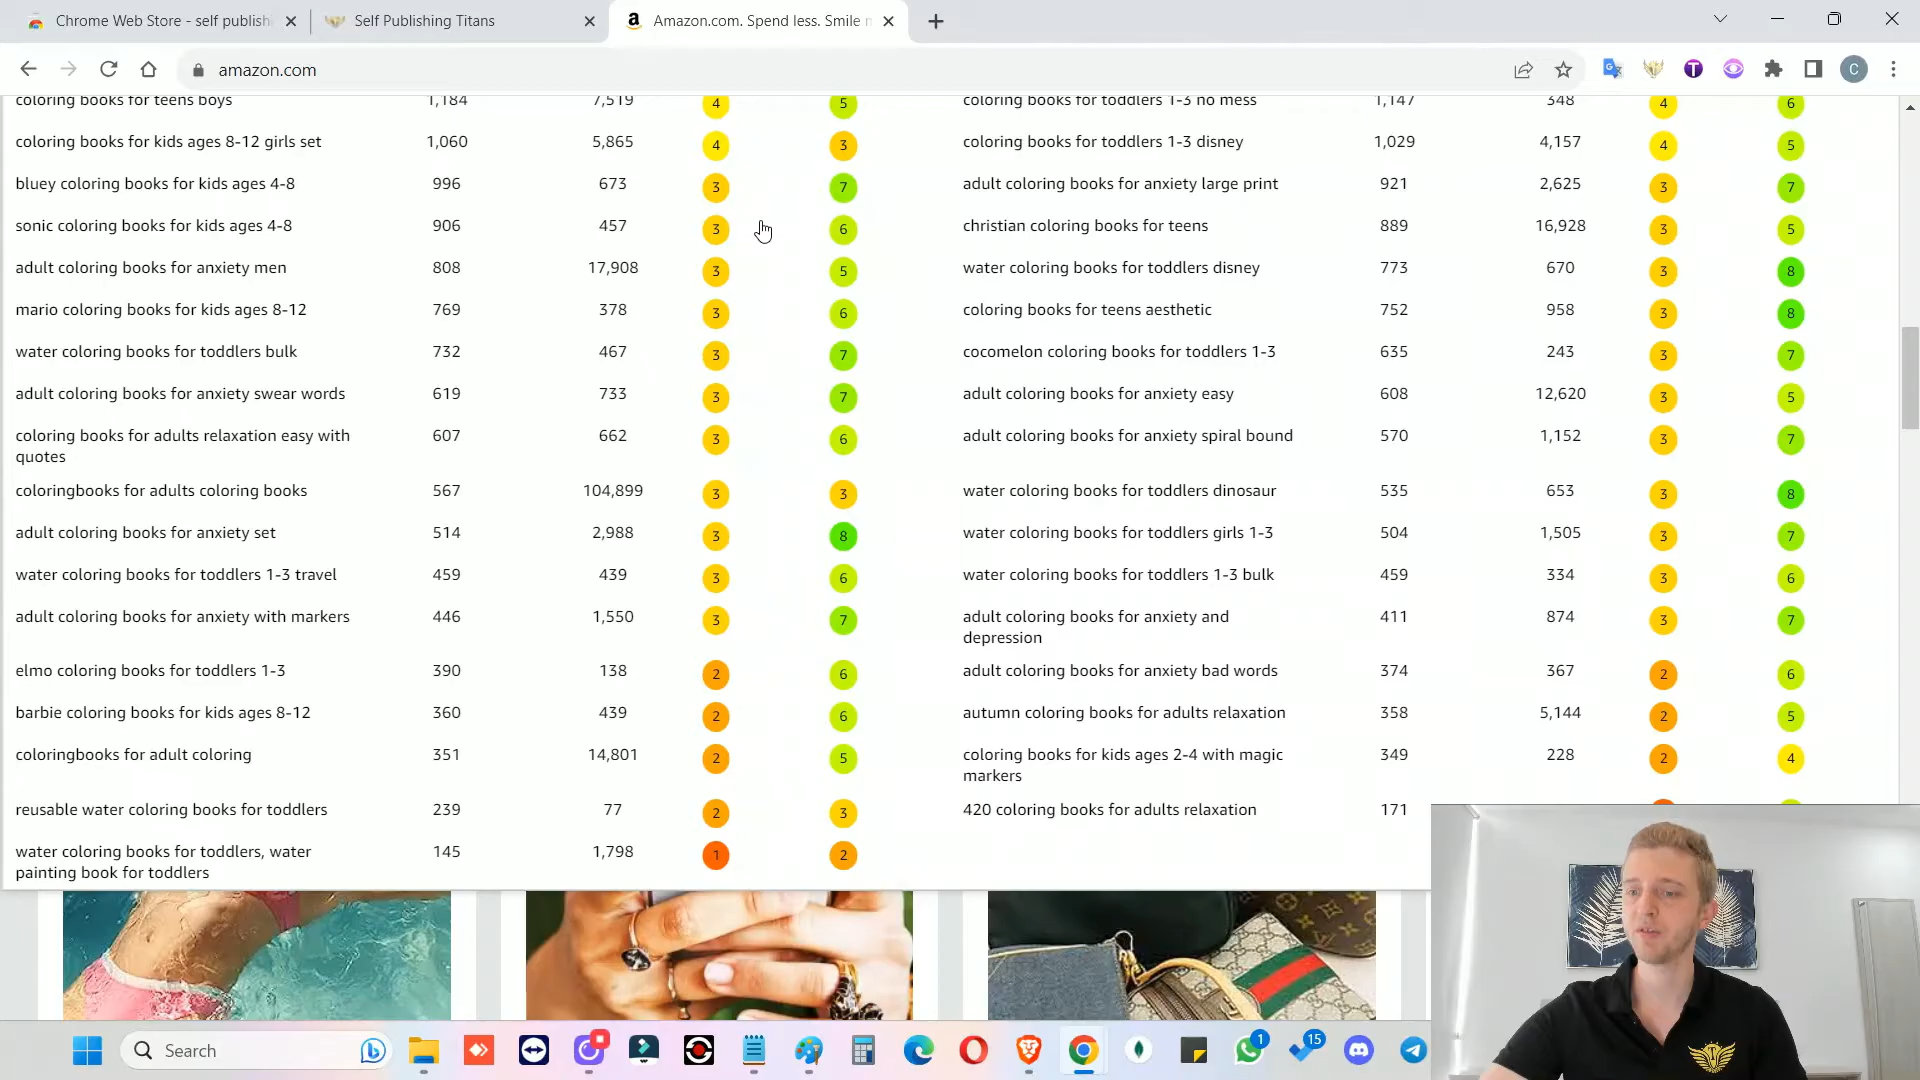 Chrome Web Store - self publish
Self Publishing Titans
Amazon.com. Spend less. Smile m
amazon.com
C
coloring books for teens boys 1,184 7,519 4 5
coloring books for toddlers 1-3 no mess 1,147 348 4 6
coloring books for kids ages 8-12 girls set 1,060 5,865 4 3
coloring books for toddlers 1-3 disney 1,029 4,157 4 5
bluey coloring books for kids ages 4-8 996 673 3 7
adult coloring books for anxiety large print 921 2,625 3 7
sonic coloring books for kids ages 4-8 906 457 3 6
christian coloring books for teens 889 16,928 3 5
adult coloring books for anxiety men 808 17,908 3 5
water coloring books for toddlers disney 773 670 3 8
mario coloring books for kids ages 8-12 769 378 3 6
coloring books for teens aesthetic 752 958 3 8
water coloring books for toddlers bulk 732 467 3 7
cocomelon coloring books for toddlers 1-3 635 243 3 7
adult coloring books for anxiety swear words 619 733 3 7
adult coloring books for anxiety easy 608 12,620 3 5
coloring books for adults relaxation easy with 607 662 3 6
quotes
adult coloring books for anxiety spiral bound 570 1,152 3 7
coloringbooks for adults coloring books 567 104,899 3 3
water coloring books for toddlers dinosaur 535 653 3 8
adult coloring books for anxiety set 514 2,988 3 8
water coloring books for toddlers girls 1-3 504 1,505 3 7
water coloring books for toddlers 1-3 travel 459 439 3 6
water coloring books for toddlers 1-3 bulk 459 334 3 6
adult coloring books for anxiety with markers 446 1,550 3 7
adult coloring books for anxiety and 411 874 3 7
depression
elmo coloring books for toddlers 1-3 390 138 2 6
adult coloring books for anxiety bad words 374 367 2 6
barbie coloring books for kids ages 8-12 360 439 2 6
autumn coloring books for adults relaxation 358 5,144 2 5
coloringbooks for adult coloring 351 14,801 2 5
coloring books for kids ages 2-4 with magic 349 228 2 4
markers
reusable water coloring books for toddlers 239 77 2 3
420 coloring books for adults relaxation 171
water coloring books for toddlers, water 145 1,798 1 2
painting book for toddlers
Search
1
15